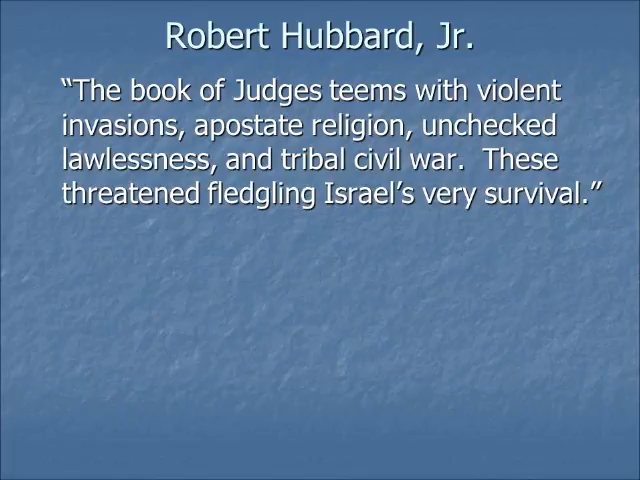 Robert Hubbard, Jr.
“The book of Judges teems with violent
invasions, apostate religion, unchecked
lawlessness, and tribal civil war.  These
threatened fledgling Israel’s very survival.”